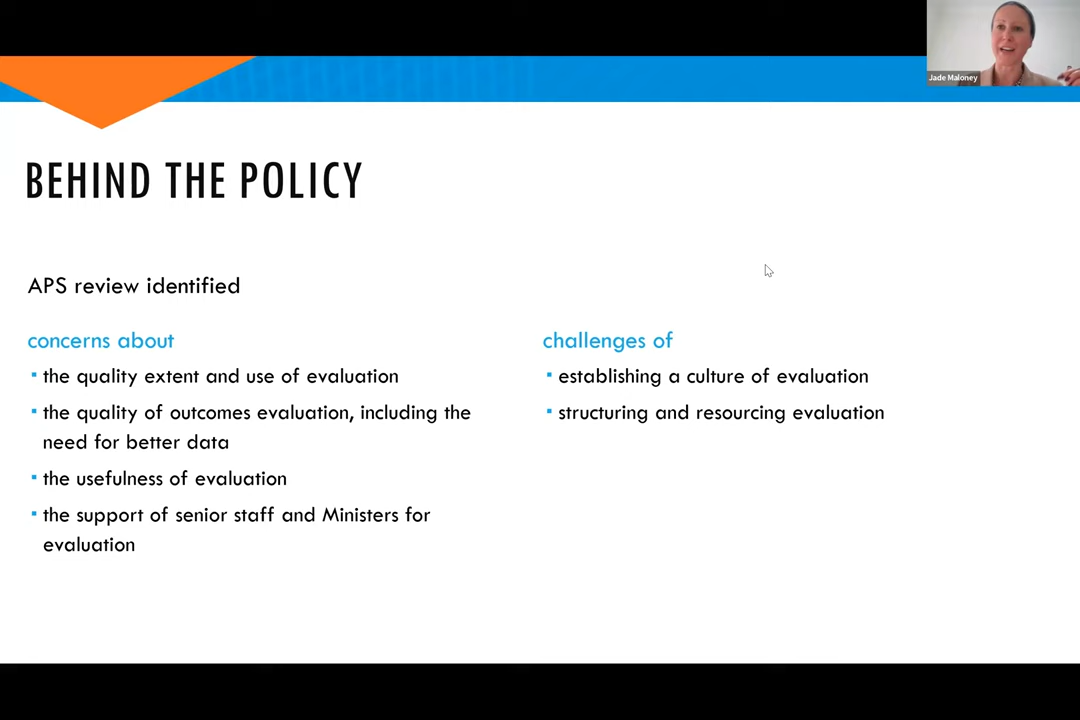 Jade Maloney
BEHIND THE POLICY
APS review identified
concerns about
the quality extent and use of evaluation
the quality of outcomes evaluation, including the
need for better data
the usefulness of evaluation
the support of senior staff and Ministers for
evaluation
challenges of
establishing a culture of evaluation
structuring and resourcing evaluation